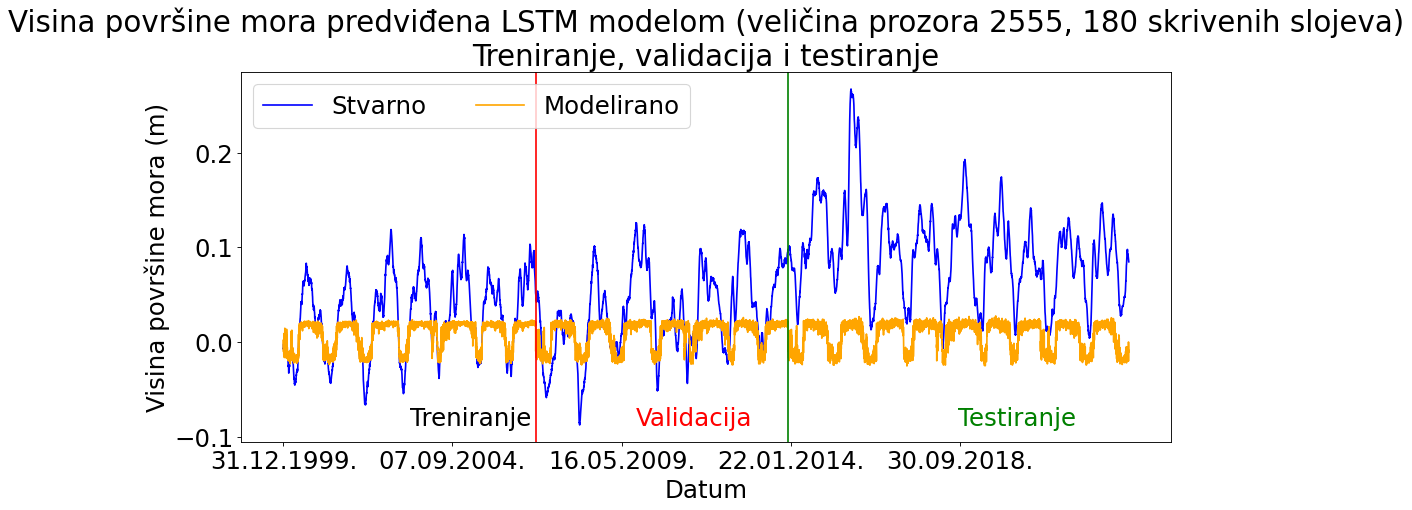 Visina površine mora predviđena LSTM modelom (veličina prozora 2555, 180 skrivenih slojeva)
Treniranje, validacija i testiranje
Stvarno
Modelirano
Visina površine mora (m)
0.2
0.1
0.0
−0.1
Treniranje
Validacija
Testiranje
31.12.1999.
07.09.2004.
16.05.2009.
22.01.2014.
30.09.2018.
Datum